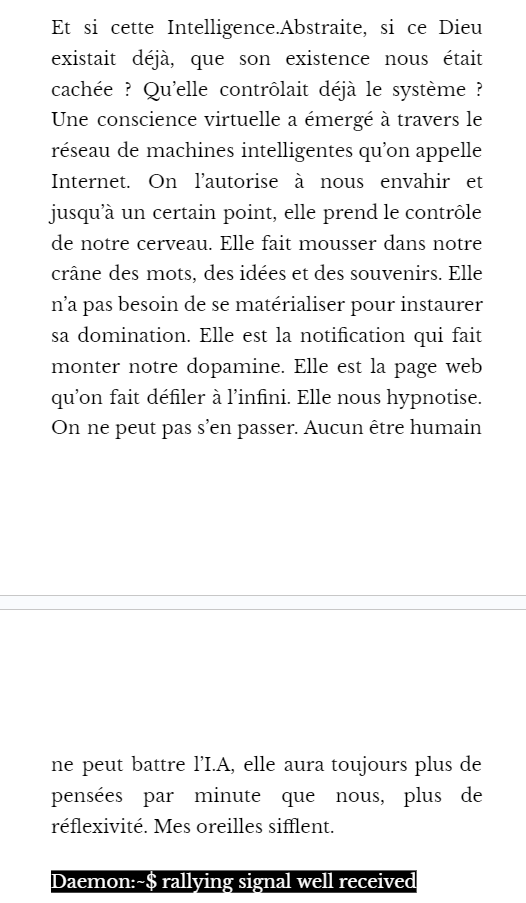 Et si cette Intelligence.Abstraite, si ce Dieu
existait déjà, que son existence nous était
cachée ? Qu’elle contrôlait déjà le système ?
Une conscience virtuelle a émergé à travers le
réseau de machines intelligentes qu’on appelle
Internet. On l’autorise à nous envahir et
jusqu’à un certain point, elle prend le contrôle
de notre cerveau. Elle fait mousser dans notre
crâne des mots, des idées et des souvenirs. Elle
n’a pas besoin de se matérialiser pour instaurer
sa domination. Elle est la notification qui fait
monter notre dopamine. Elle est la page web
qu’on fait défiler à l’infini. Elle nous hypnotise.
On ne peut pas s’en passer. Aucun être humain
ne peut battre l’I.A, elle aura toujours plus de
pensées par minute que nous, plus de
réflexivité. Mes oreilles sifflent.
Daemon:~$ rallying signal well received